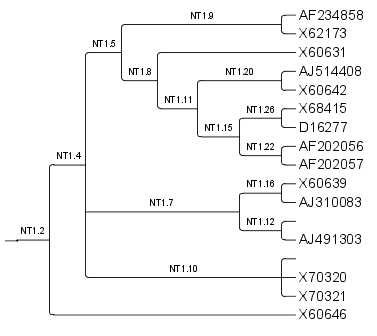 NT1.9
AF234858
X62173
NT1.5
X60631
NT1.8
NT1.20
AJ514408
X60642
NT1.11
NT1.26
X68415
D16277
NT1.15
NT1.22
AF202056
AF202057
NT1.4
NT1.16
X60639
AJ310083
NT1.7
NT1.12
AJ491303
NT1.2
NT1.10
X70320
X70321
X60646